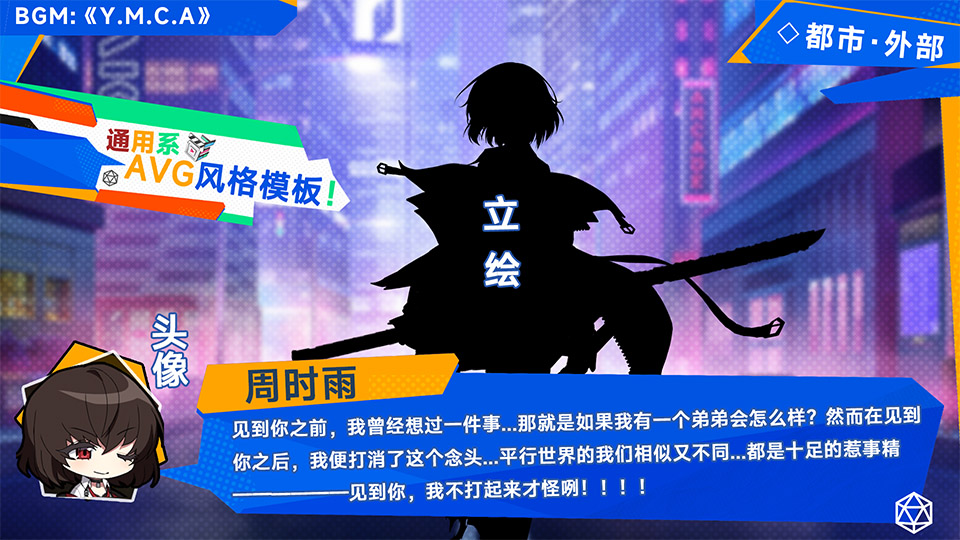 BGM:《Y.M.C.A》
◇都市·外部
通用系
AVG风格模板！
立绘
头像
周时雨
见到你之前，我曾经想过一件事...那就是如果我有一个弟弟会怎么样？然而在见到
你之后，我便打消了这个念头...平行世界的我们相似又不同...都是十足的惹事精
——————见到你，我不打起来才怪咧！！！！